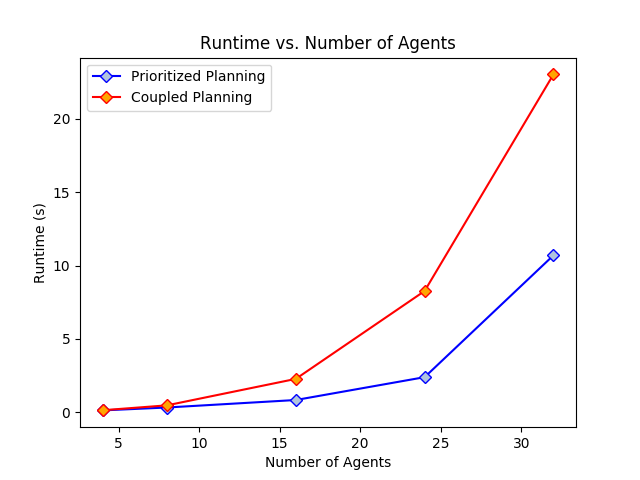 Runtime vs. Number of Agents
Prioritized Planning
Coupled Planning
Runtime (s)
20
15
10
5
0
5
10
15
20
25
30
Number of Agents